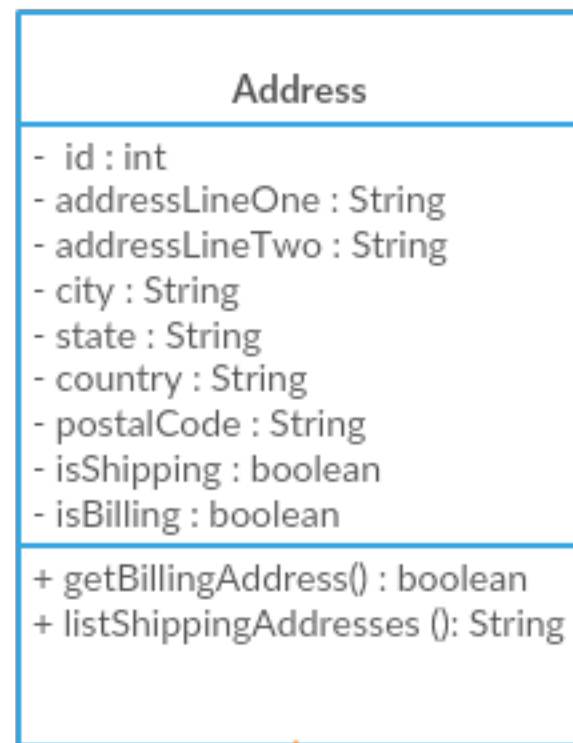 Address
- id : int
- addressLineOne : String
- addressLineTwo : String
- city : String
- state : String
- country : String
- postalCode : String
- isShipping : boolean
- isBilling : boolean
+ getBillingAddress() : boolean
+ listShippingAddresses (): String